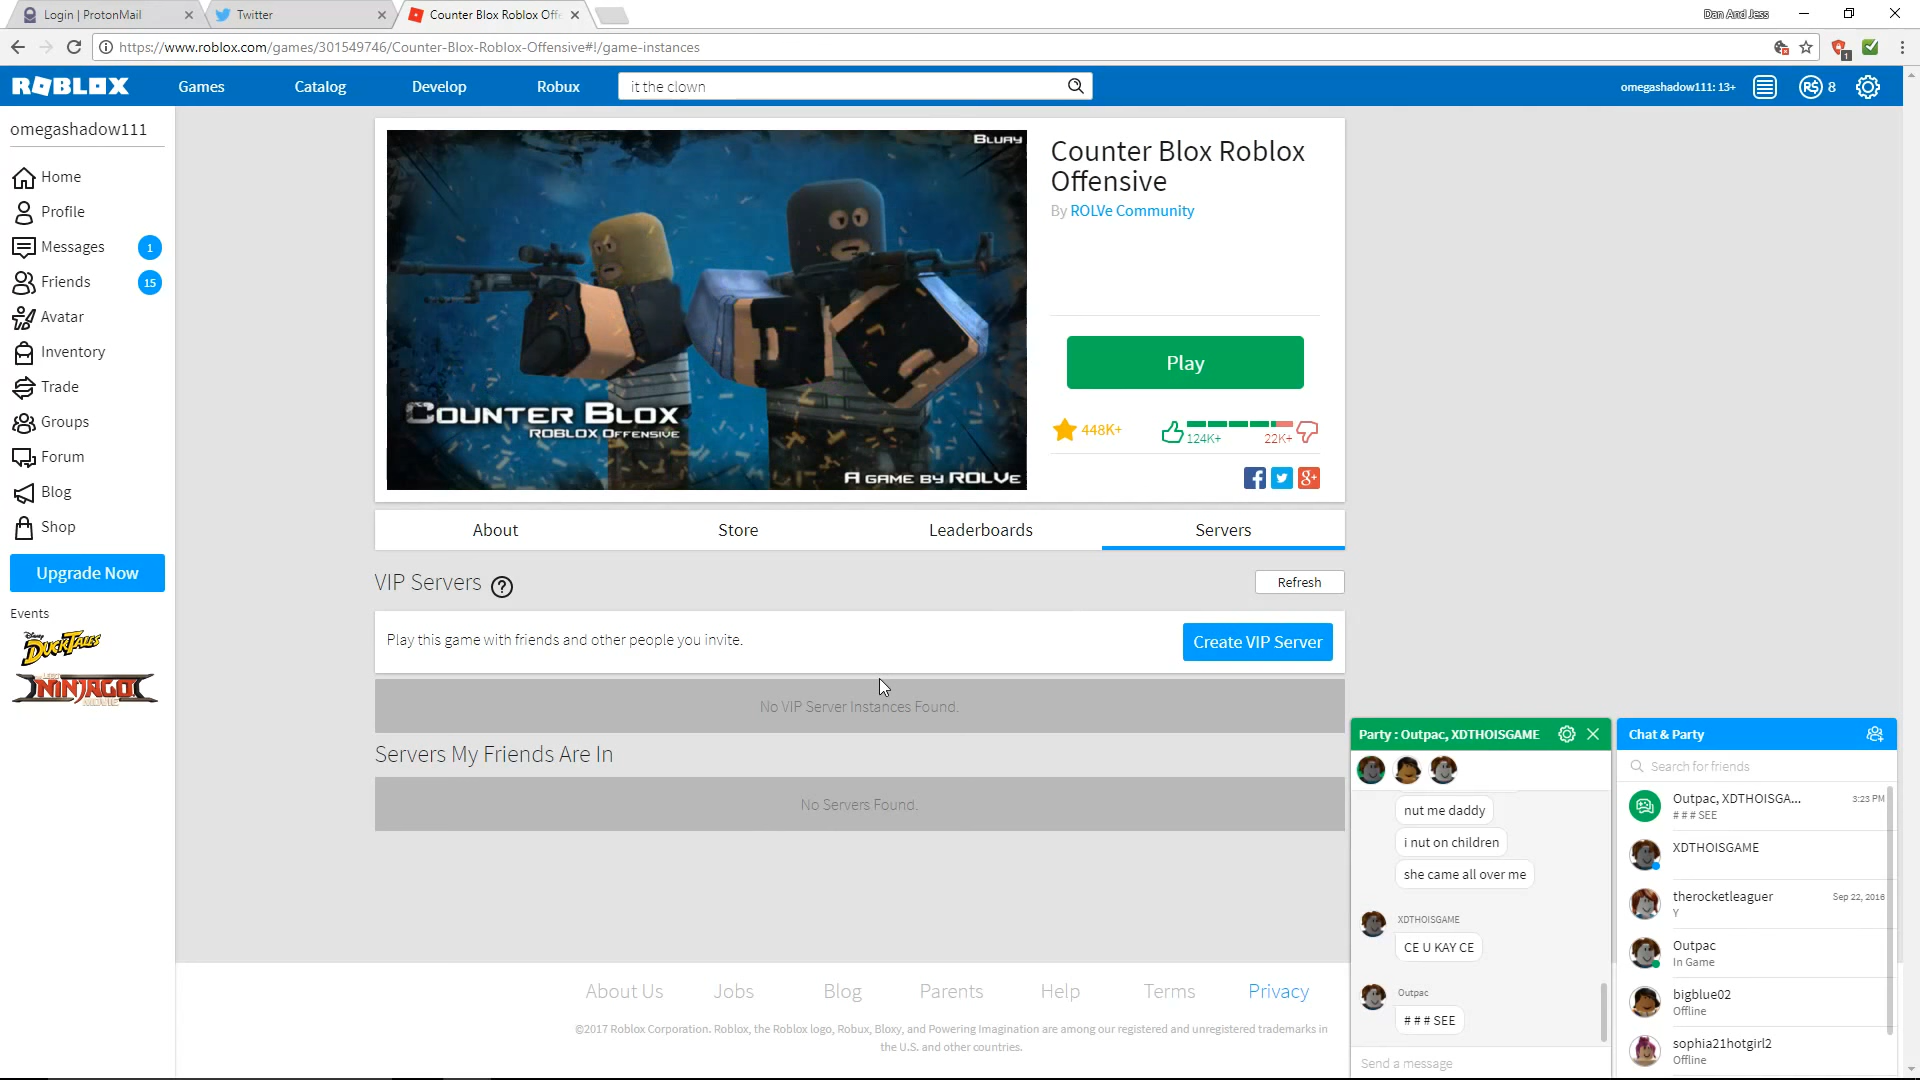 Login | ProtonMail
Twitter
Counter Blox Roblox Offe
Dan And Jess
https://www.roblox.com/games/301549746/Counter-Blox-Roblox-Offensive#!/game-instances
ROBLOX
Games
Catalog
Develop
Robux
it the clown
omegashadow111: 13+
R$ 8
omegashadow111
Home
Profile
Messages 1
Friends 15
Avatar
Inventory
Trade
Groups
Forum
Blog
Shop
Upgrade Now
Events
Disney
DUCKTALES
NINJAGO
MOVIE
BLURY
COUNTER BLOX
ROBLOX OFFENSIVE
A GAME BY ROLVE
Counter Blox Roblox
Offensive
By ROLVe Community
Play
448K+
124K+
22K+
About
Store
Leaderboards
Servers
VIP Servers ?
Refresh
Play this game with friends and other people you invite.
Create VIP Server
No VIP Server Instances Found.
Servers My Friends Are In
No Servers Found.
About Us
Jobs
Blog
Parents
Help
Terms
Privacy
©2017 Roblox Corporation. Roblox, the Roblox logo, Robux, Bloxy, and Powering Imagination are among our registered and unregistered trademarks in
the U.S. and other countries.
Party : Outpac, XDTHOISGAME
nut me daddy
i nut on children
she came all over me
XDTHOISGAME
CE U KAY CE
Outpac
# # # SEE
Send a message
Chat & Party
Search for friends
Outpac, XDTHOISGA...
3:23 PM
# # # SEE
XDTHOISGAME
therocketleaguer
Sep 22, 2016
Y
Outpac
In Game
bigblue02
Offline
sophia21hotgirl2
Offline